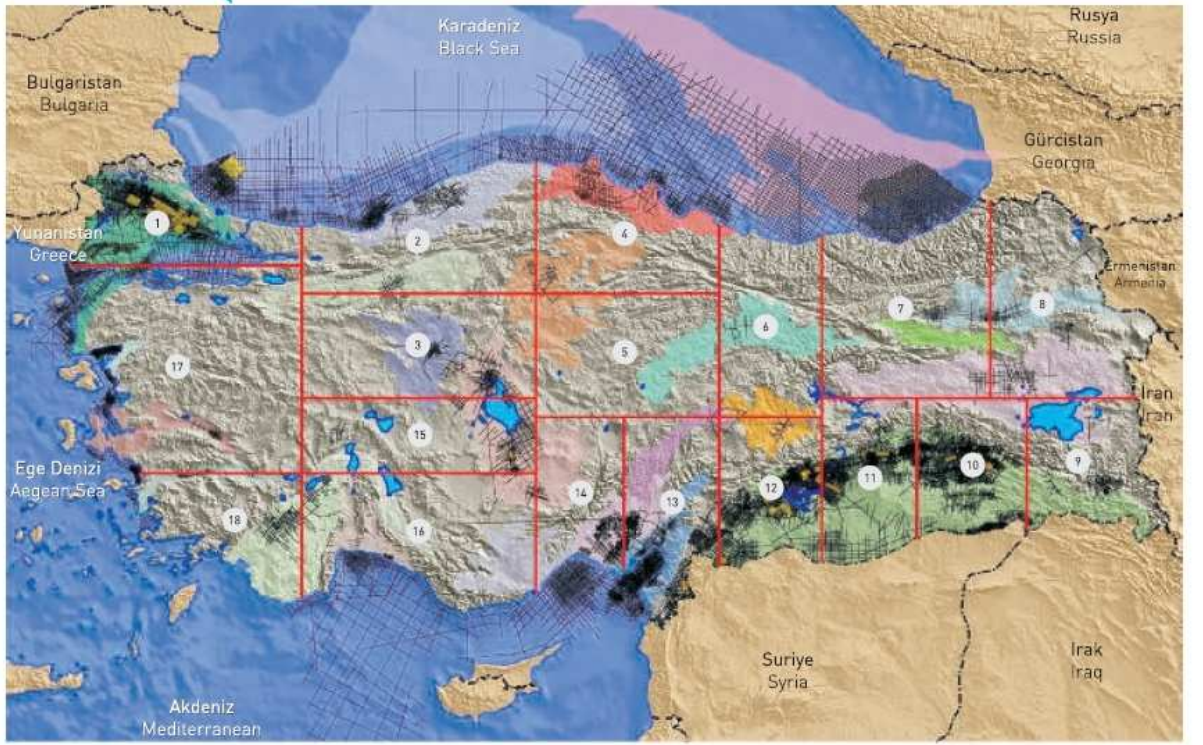 Karadeniz
Black Sea
Rusya
Russia
Bulgaristan
Bulgaria
Gürcistan
Georgia
1
Yunanistan
Greece
2
4
Ermenistan
Armenia
7
8
6
3
5
17
Iran
Iran
15
Ege Denizi
Aegean Sea
9
10
11
12
14
13
18
16
Suriye
Syria
Irak
Iraq
Akdeniz
Mediterranean